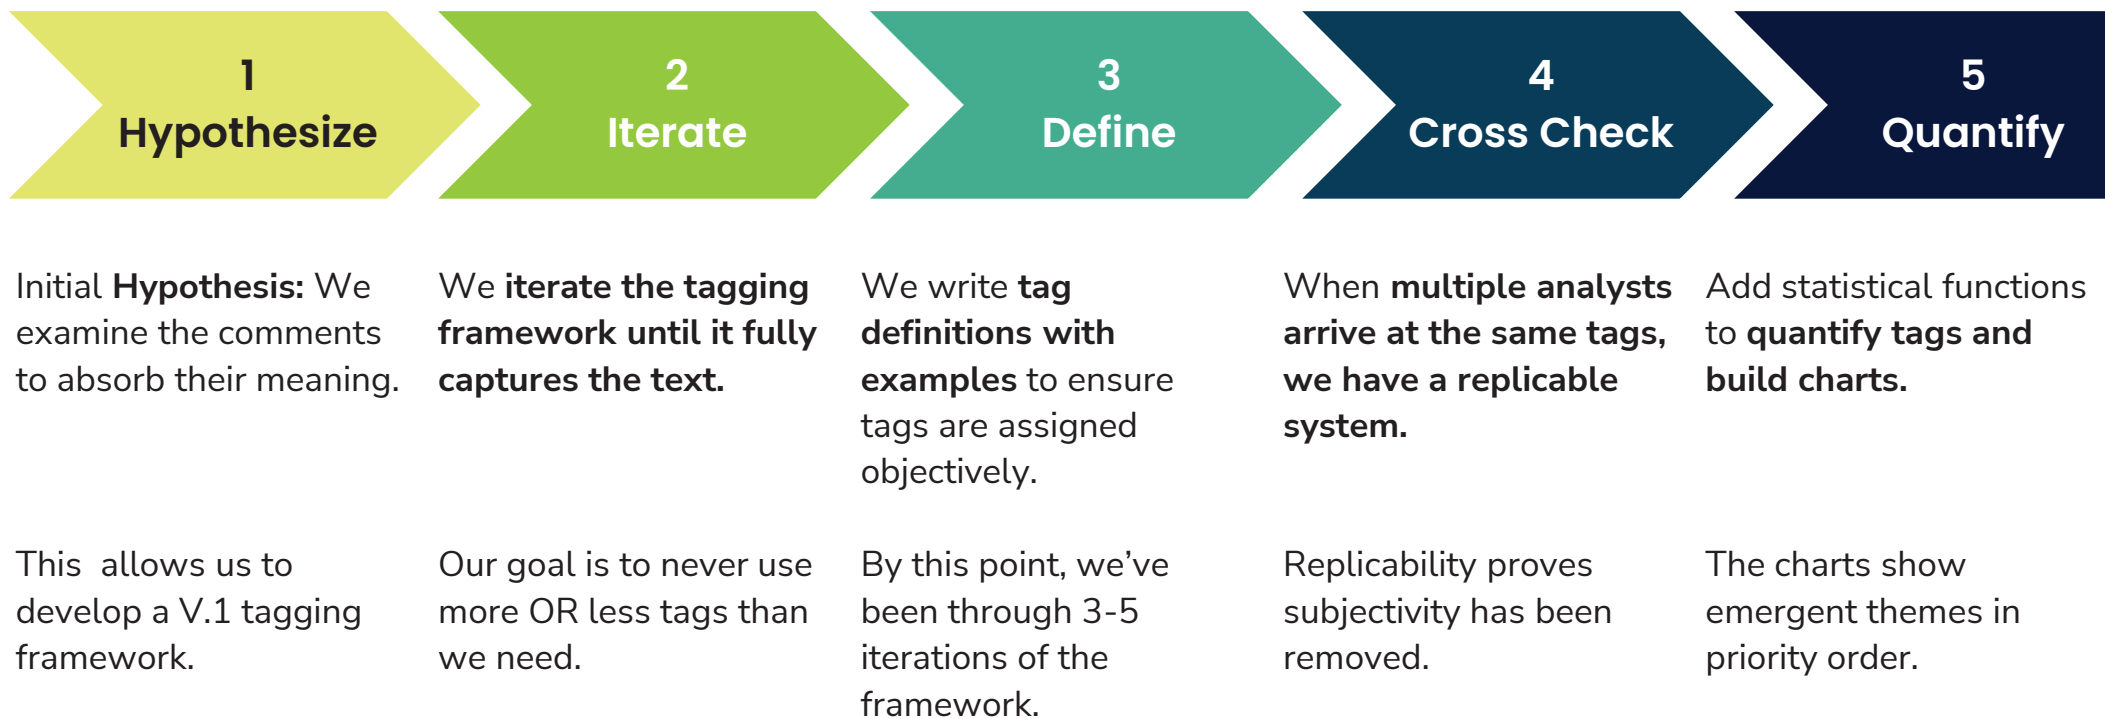 1
Hypothesize
2
Iterate
3
Define
4
Cross Check
5
Quantify
Initial Hypothesis: We
examine the comments
to absorb their meaning.
This  allows us to
develop a V.1 tagging
framework.
We iterate the tagging
framework until it fully
captures the text.
Our goal is to never use
more OR less tags than
we need.
We write tag
definitions with
examples to ensure
tags are assigned
objectively.
By this point, we’ve
been through 3-5
iterations of the
framework.
When multiple analysts
arrive at the same tags,
we have a replicable
system.
Replicability proves
subjectivity has been
removed.
Add statistical functions
to quantify tags and
build charts.
The charts show
emergent themes in
priority order.